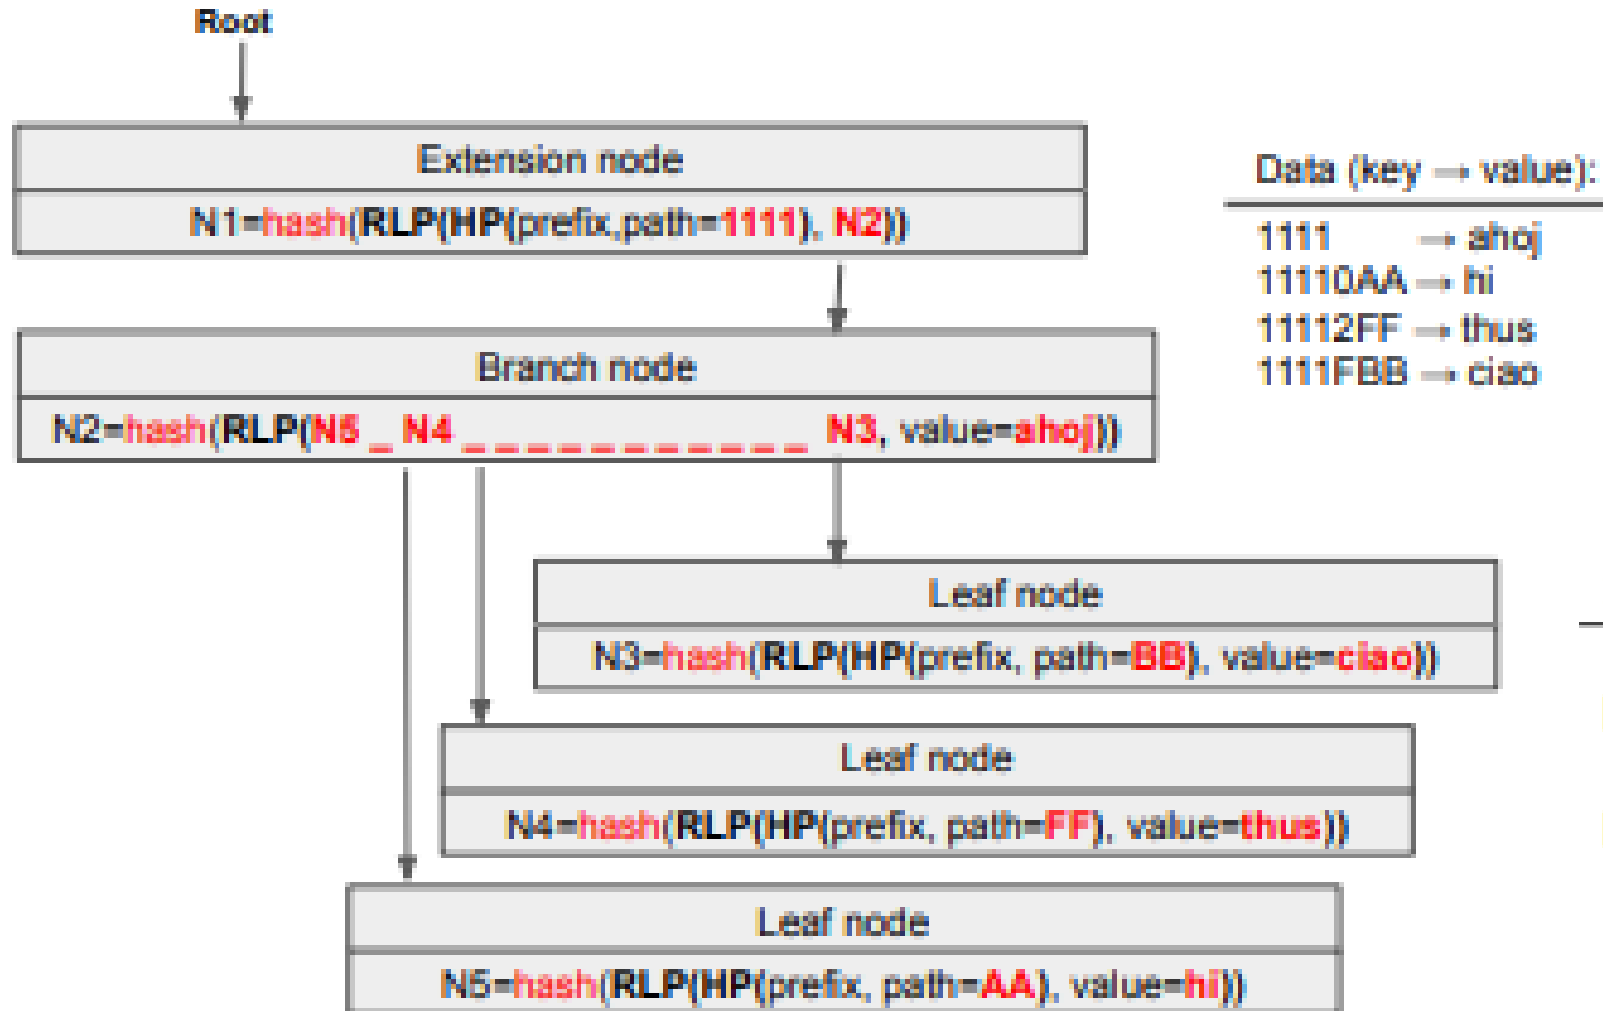 Root
Extension node
N1=hash(RLP(HP(prefix,path=1111), N2))
Data (key → value):
1111 → ahoj
11110AA → hi
11112FF → thus
1111FBB → ciao
Branch node
N2=hash(RLP(N5 _ N4 _ _ _ _ _ _ _ _ _ _ _ _ N3, value=ahoj))
Leaf node
N3=hash(RLP(HP(prefix, path=BB), value=ciao))
Leaf node
N4=hash(RLP(HP(prefix, path=FF), value=thus))
Leaf node
N5=hash(RLP(HP(prefix, path=AA), value=hi))